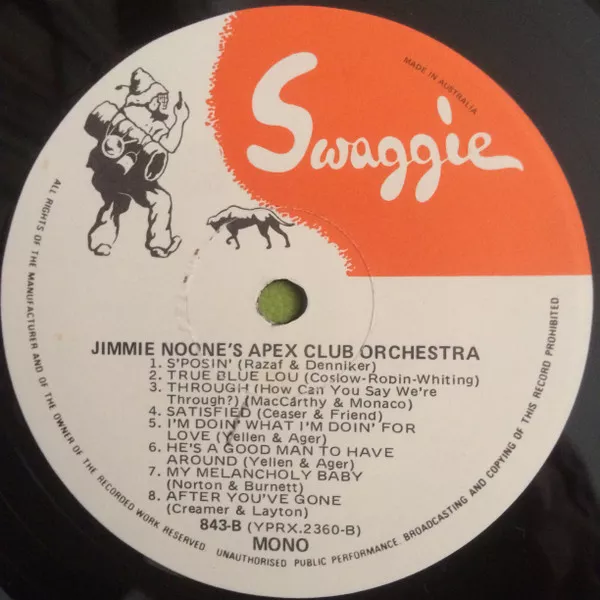 Swaggie
MADE IN AUSTRALIA
JIMMIE NOONE'S APEX CLUB ORCHESTRA
1. S'POSIN' (Razaf & Denniker)
2. TRUE BLUE LOU (Coslow-Robin-Whiting)
3. THROUGH (How Can You Say We're
Through?) (MacCarthy & Monaco)
4. SATISFIED (Ceaser & Friend)
5. I'M DOIN' WHAT I'M DOIN' FOR
LOVE (Yellen & Ager)
6. HE'S A GOOD MAN TO HAVE
AROUND (Yellen & Ager)
7. MY MELANCHOLY BABY
(Norton & Burnett)
8. AFTER YOU'VE GONE
(Creamer & Layton)
843-B (YPRX.2360-B)
MONO
ALL RIGHTS OF THE MANUFACTURER AND OF THE OWNER OF THE RECORDED WORK RESERVED. UNAUTHORISED PUBLIC PERFORMANCE. BROADCASTING AND COPYING OF THIS RECORD PROHIBITED